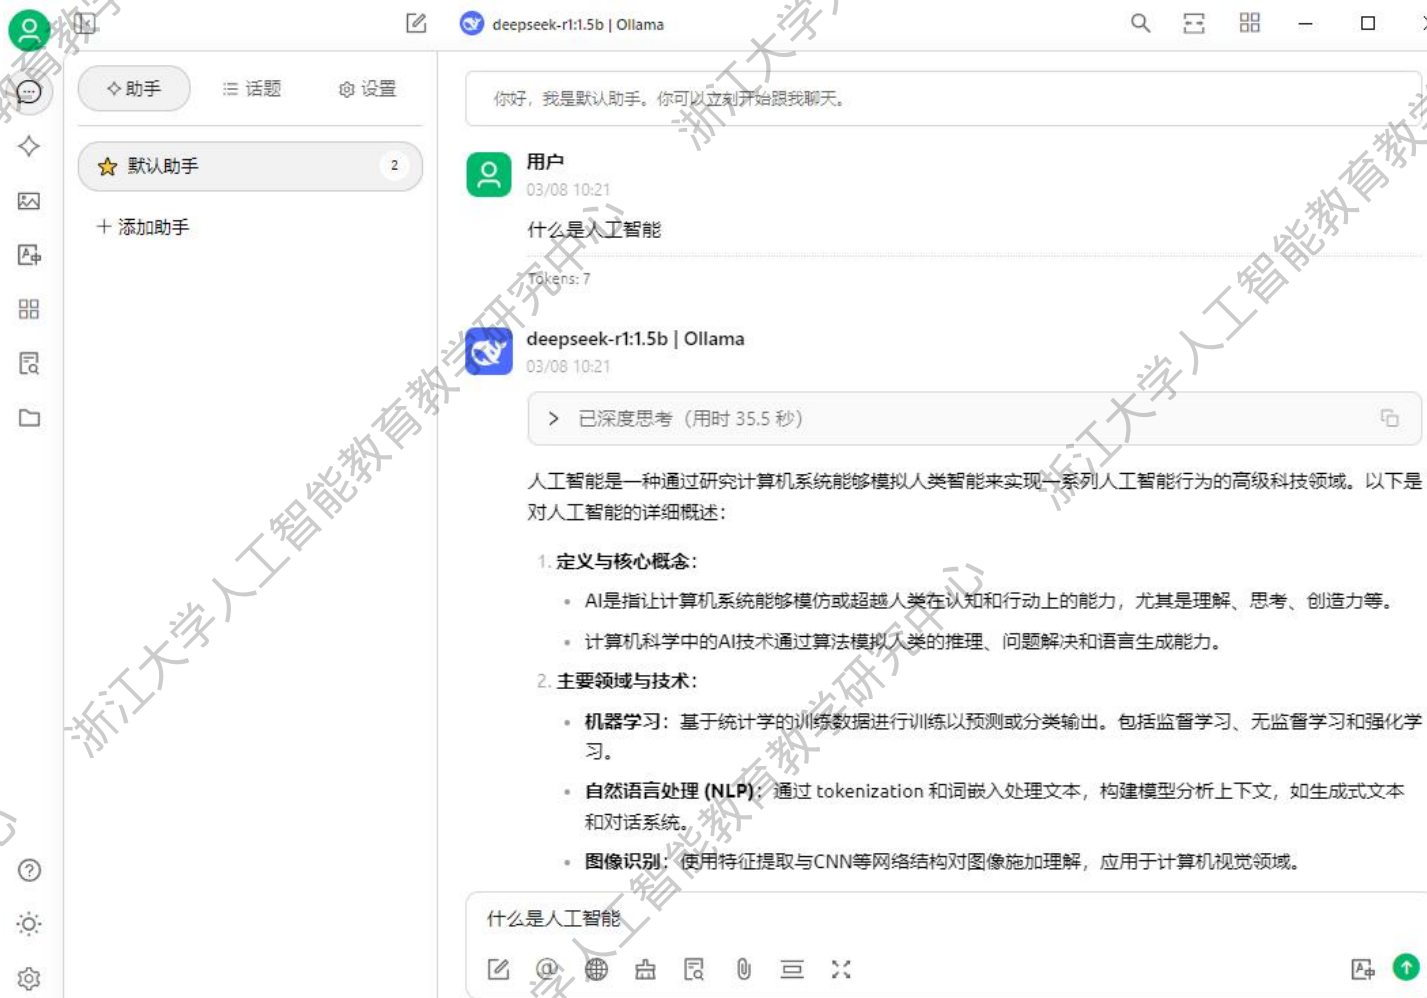 deepseek-r1:1.5b | Ollama
助手
话题
设置
默认助手
2
添加助手
你好，我是默认助手。你可以立刻开始跟我聊天。
用户
03/08 10:21
什么是人工智能
Tokens: 7
deepseek-r1:1.5b | Ollama
03/08 10:21
已深度思考（用时 35.5 秒）
人工智能是一种通过研究计算机系统能够模拟人类智能来实现一系列人工智能行为的高级科技领域。以下是
对人工智能的详细概述：
1. 定义与核心概念：
• AI是指让计算机系统能够模仿或超越人类在认知和行动上的能力，尤其是理解、思考、创造力等。
• 计算机科学中的AI技术通过算法模拟人类的推理、问题解决和语言生成能力。
2. 主要领域与技术：
• 机器学习：基于统计学的训练数据进行训练以预测或分类输出。包括监督学习、无监督学习和强化学
习。
• 自然语言处理 (NLP)：通过 tokenization 和词嵌入处理文本，构建模型分析上下文，如生成式文本
和对话系统。
• 图像识别：使用特征提取与CNN等网络结构对图像施加理解，应用于计算机视觉领域。
什么是人工智能
浙江大学人工智能教育教学研究中心